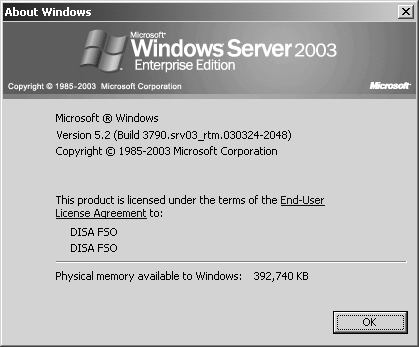 About Windows
Microsoft®
Windows Server 2003
Enterprise Edition
Copyright © 1985-2003 Microsoft Corporation
Microsoft
Microsoft ® Windows
Version 5.2 (Build 3790.srv03_rtm.030324-2048)
Copyright © 1985-2003 Microsoft Corporation
This product is licensed under the terms of the End-User
License Agreement to:
DISA FSO
DISA FSO
Physical memory available to Windows: 392,740 KB
OK